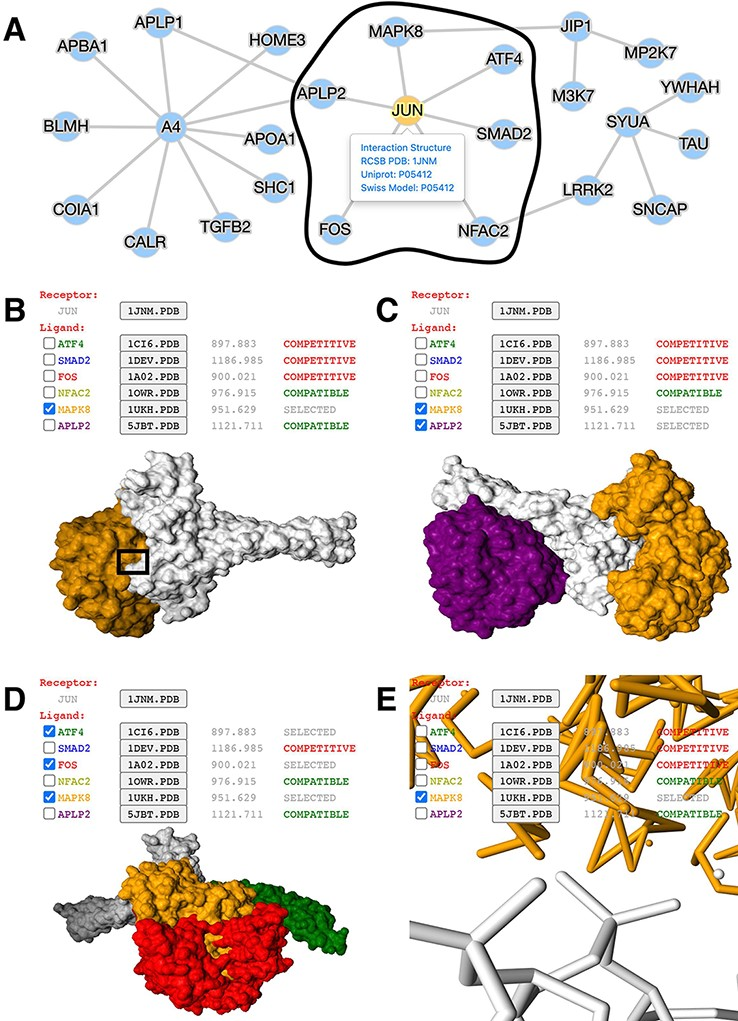 A
APLP1
APBA1
HOME3
MAPK8
JIP1
ATF4
MP2K7
APLP2
JUN
M3K7
YWHAH
BLMH
A4
APOA1
SMAD2
SYUA
TAU
Interaction Structure
RCSB PDB: 1JNM
Uniprot: P05412
Swiss Model: P05412
SHC1
LRRK2
COIA1
CALR
TGFB2
FOS
NFAC2
SNCAP
B
Receptor:
JUN 1JNM.PDB
Ligand:
ATF4 1CI6.PDB 897.883 COMPETITIVE
SMAD2 1DEV.PDB 1186.985 COMPETITIVE
FOS 1A02.PDB 900.021 COMPETITIVE
NFAC2 1OWR.PDB 976.915 COMPATIBLE
MAPK8 1UKH.PDB 951.629 SELECTED
APLP2 5JBT.PDB 1121.711 COMPATIBLE
C
Receptor:
JUN 1JNM.PDB
Ligand:
ATF4 1CI6.PDB 897.883 COMPETITIVE
SMAD2 1DEV.PDB 1186.985 COMPETITIVE
FOS 1A02.PDB 900.021 COMPETITIVE
NFAC2 1OWR.PDB 976.915 COMPATIBLE
MAPK8 1UKH.PDB 951.629 SELECTED
APLP2 5JBT.PDB 1121.711 SELECTED
D
Receptor:
JUN 1JNM.PDB
Ligand:
ATF4 1CI6.PDB 897.883 SELECTED
SMAD2 1DEV.PDB 1186.985 COMPETITIVE
FOS 1A02.PDB 900.021 SELECTED
NFAC2 1OWR.PDB 976.915 COMPATIBLE
MAPK8 1UKH.PDB 951.629 SELECTED
APLP2 5JBT.PDB 1121.711 COMPATIBLE
E
Receptor:
JUN 1JNM.PDB
Ligand:
ATF4 1CI6.PDB COMPETITIVE
SMAD2 1DEV.PDB COMPETITIVE
FOS 1A02.PDB COMPETITIVE
NFAC2 1OWR.PDB COMPATIBLE
MAPK8 1UKH.PDB SELECTED
APLP2 5JBT.PDB COMPATIBLE